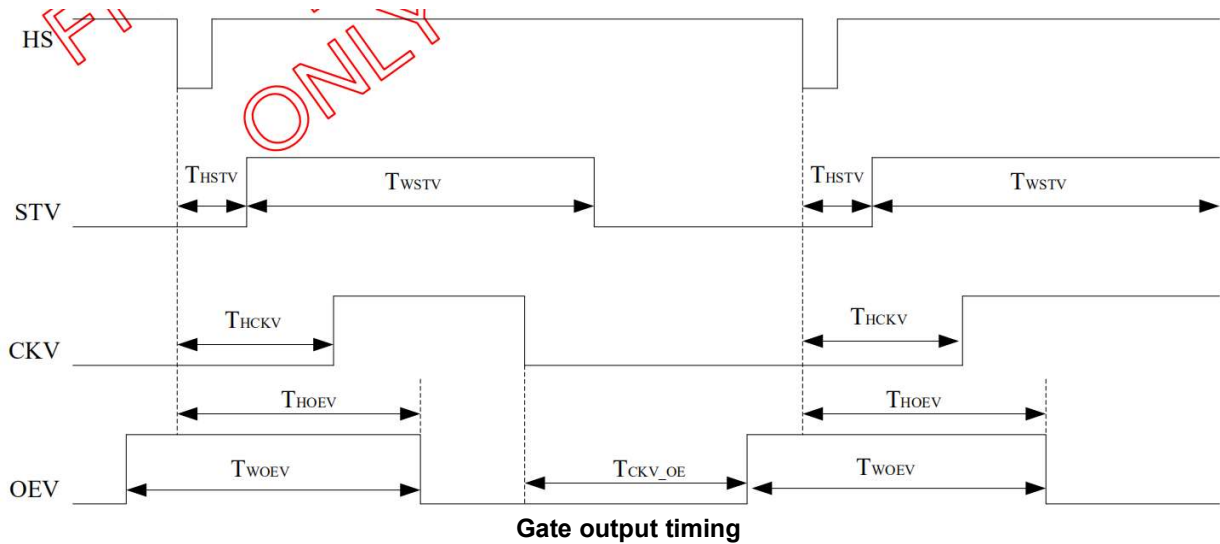 HS
ONLY
THSTV
TWSTV
THSTV
TWSTV
STV
THCKV
THCKV
CKV
THOEV
THOEV
TWOEV
TCKV_OE
TWOEV
OEV
Gate output timing